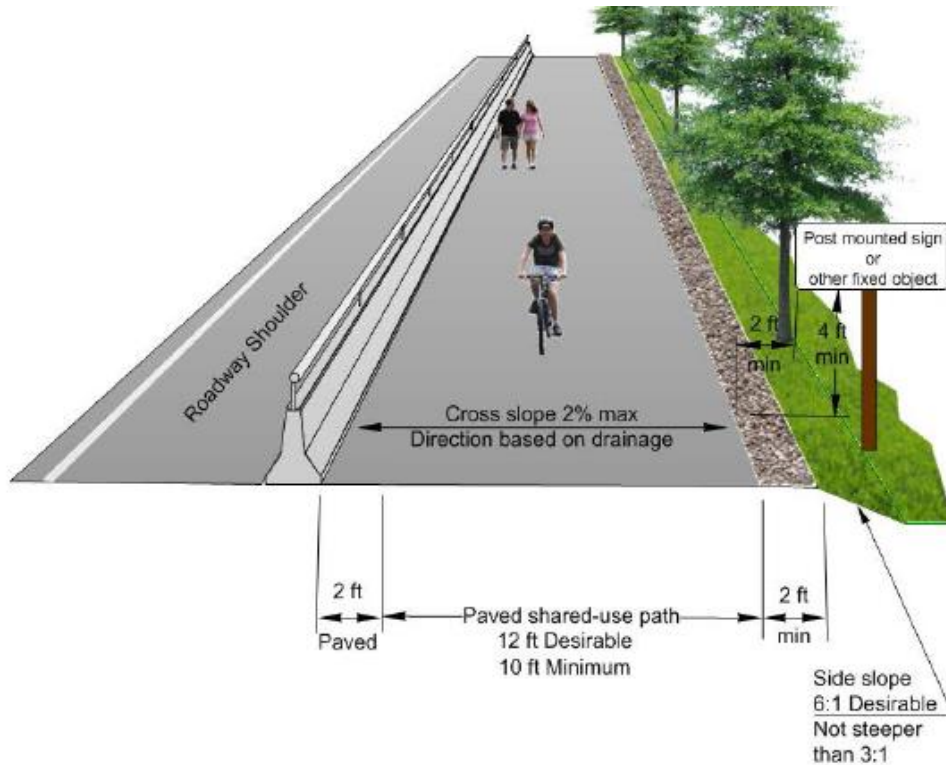 Post mounted sign
or
other fixed object
2 ft
min
4 ft
min
Roadway Shoulder
Cross slope 2% max
Direction based on drainage
2 ft
Paved
Paved shared-use path
12 ft Desirable
10 ft Minimum
2 ft
min
Side slope
6:1 Desirable
Not steeper
than 3:1